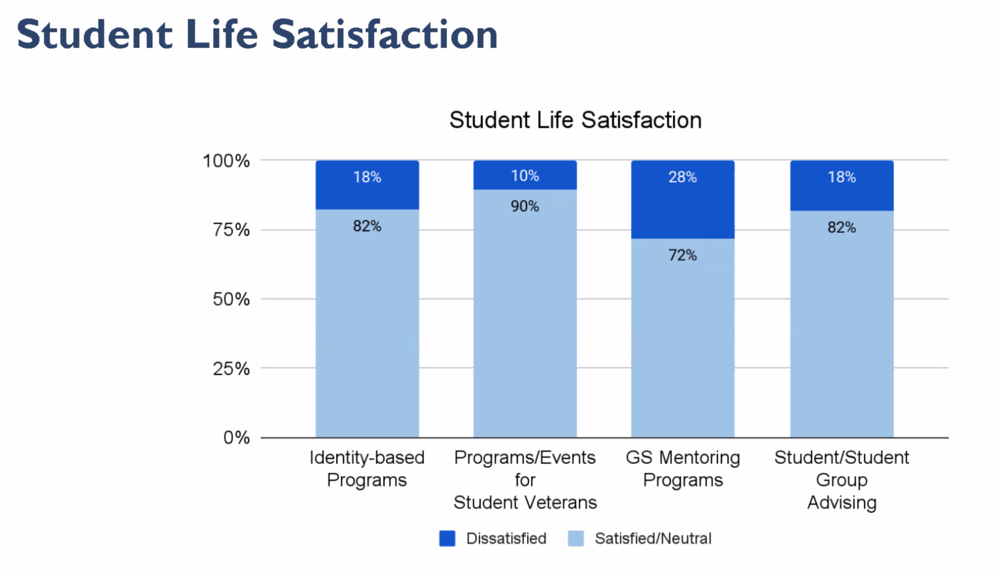 Student Life Satisfaction
Student Life Satisfaction
100%
75%
50%
25%
0%
18%
82%
10%
90%
28%
72%
18%
82%
Identity-based
Programs
Programs/Events
for
Student Veterans
GS Mentoring
Programs
Student/Student
Group
Advising
Dissatisfied
Satisfied/Neutral